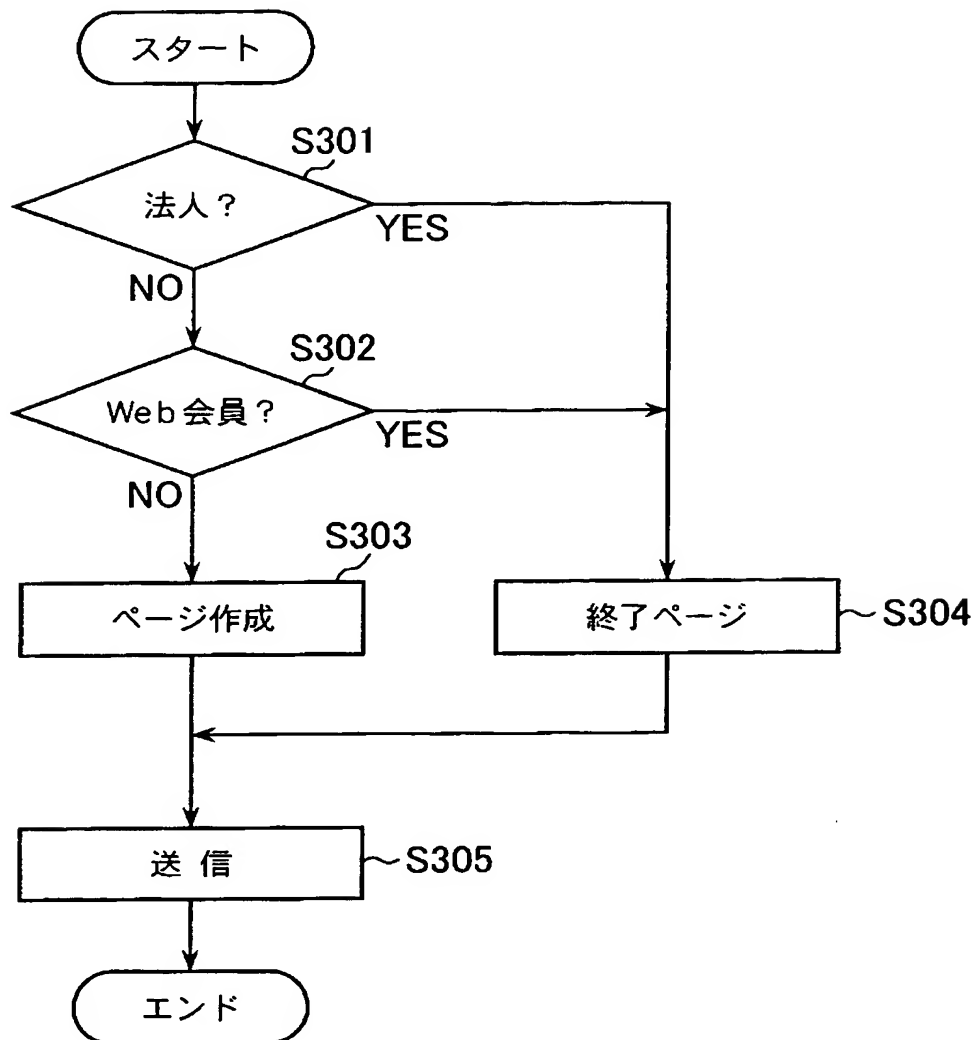 スタート
S301
法人？
YES
NO
S302
Web会員？
YES
NO
S303
ページ作成
終了ページ
S304
送信
S305
エンド